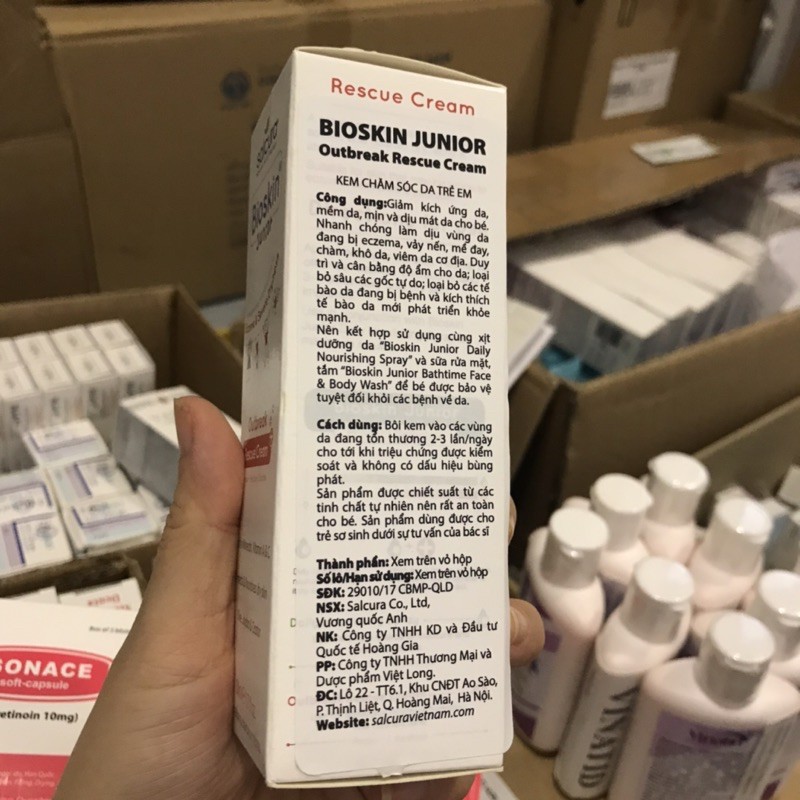 Rescue Cream
BIOSKIN JUNIOR
Outbreak Rescue Cream
KEM CHĂM SÓC DA TRẺ EM
Công dụng:Giảm kích ứng da,
mềm da, mịn và dịu mát da cho bé.
Nhanh chóng làm dịu vùng da
đang bị eczema, vảy nến, mề đay,
chàm, khô da, viêm da cơ địa. Duy
trì và cân bằng độ ẩm cho da; loại
bỏ sâu các gốc tự do; loại bỏ các tế
bào da đang bị bệnh và kích thích
tế bào da mới phát triển khỏe
mạnh.
Nên kết hợp sử dụng cùng xịt
dưỡng da “Bioskin Junior Daily
Nourishing Spray” và sữa rửa mặt,
tắm “Bioskin Junior Bathtime Face
& Body Wash” để bé được bảo vệ
tuyệt đối khỏi các bệnh về da.
Cách dùng: Bôi kem vào các vùng
da đang tổn thương 2-3 lần/ngày
cho tới khi triệu chứng được kiểm
soát và không có dấu hiệu bùng
phát.
Sản phẩm được chiết suất từ các
tinh chất tự nhiên nên rất an toàn
cho bé. Sản phẩm dùng được cho
trẻ sơ sinh dưới sự tư vấn của bác sĩ
Thành phần: Xem trên vỏ hộp
Số lô/Hạn sử dụng: Xem trên vỏ hộp
SĐK: 29010/17 CBMP-QLD
NSX: Salcura Co., Ltd,
Vương quốc Anh
NK: Công ty TNHH KD và Đầu tư
Quốc tế Hoàng Gia
PP: Công ty TNHH Thương Mại và
Dược phẩm Việt Long.
ĐC: Lô 22 - TT6.1, Khu CNĐT Ao Sào,
P. Thịnh Liệt, Q. Hoàng Mai, Hà Nội.
Website: salcuravietnam.com
salcura
Bioskin
junior
Outbreak
Rescue Cream
SONACE
soft-capsule
etinoin 10mg)